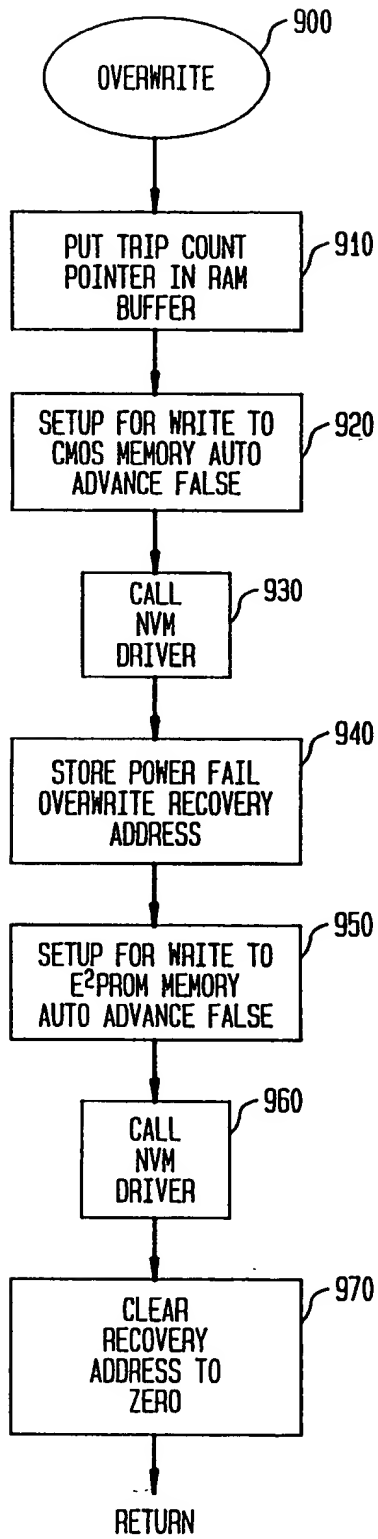 900
OVERWRITE
910
PUT TRIP COUNT
POINTER IN RAM
BUFFER
920
SETUP FOR WRITE TO
CMOS MEMORY AUTO
ADVANCE FALSE
930
CALL
NVM
DRIVER
940
STORE POWER FAIL
OVERWRITE RECOVERY
ADDRESS
950
SETUP FOR WRITE TO
E²PROM MEMORY
AUTO ADVANCE FALSE
960
CALL
NVM
DRIVER
970
CLEAR
RECOVERY
ADDRESS TO
ZERO
RETURN